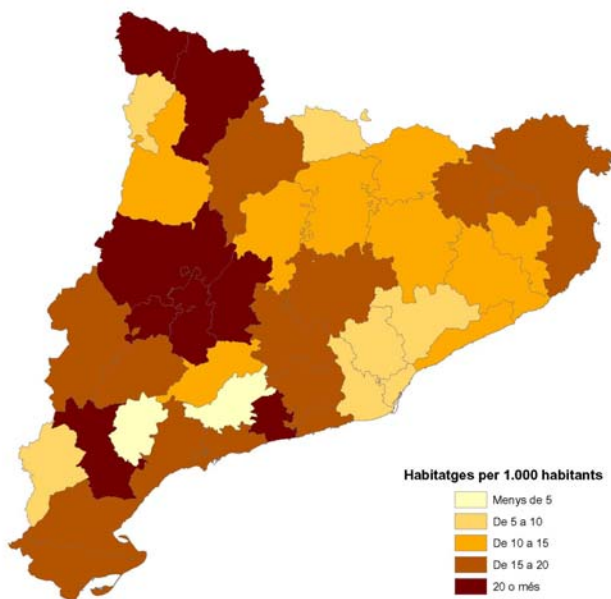 Habitatges per 1.000 habitants
Menys de 5
De 5 a 10
De 10 a 15
De 15 a 20
20 o més